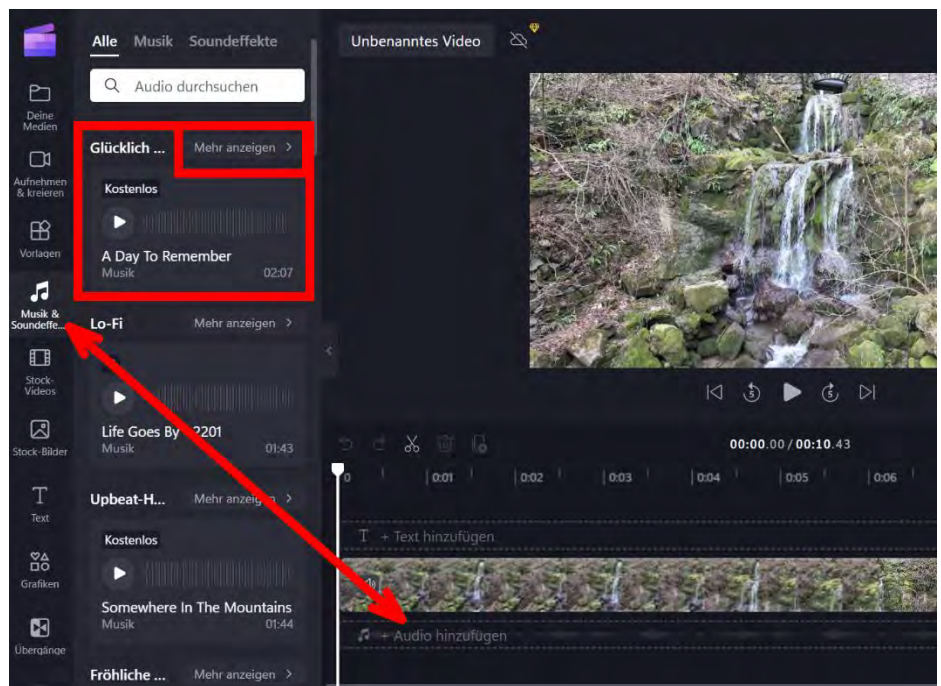 Alle Musik Soundeffekte
Unbenanntes Video
Audio durchsuchen
Deine
Medien
Aufnehmen
& kreieren
Vorlagen
Musik &
Soundeffe...
Stock-
Videos
Stock-Bilder
Text
Grafiken
Übergänge
Glücklich ... Mehr anzeigen >
Kostenlos
A Day To Remember
Musik 02:07
Lo-Fi Mehr anzeigen >
Life Goes By 2201
Musik 01:43
Upbeat-H... Mehr anzeigen >
Kostenlos
Somewhere In The Mountains
Musik 01:44
Fröhliche ... Mehr anzeigen >
5 5
00:00.00 / 00:10.43
0 0:01 0:02 0:03 0:04 0:05 0:06
T + Text hinzufügen
+ Audio hinzufügen